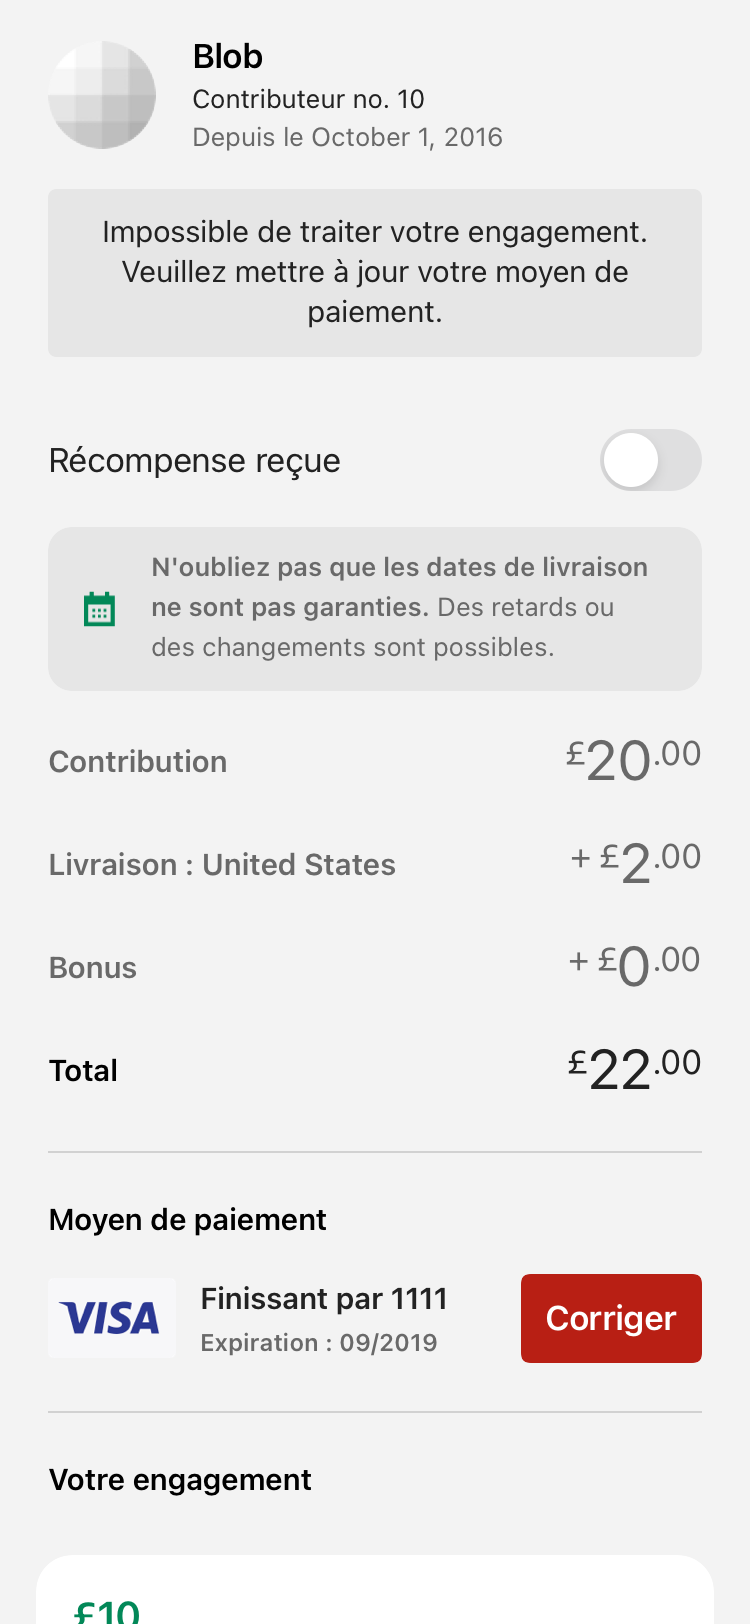 Blob
Contributeur no. 10
Depuis le October 1, 2016
Impossible de traiter votre engagement.
Veuillez mettre à jour votre moyen de
paiement.
Récompense reçue
N'oubliez pas que les dates de livraison
ne sont pas garanties. Des retards ou
des changements sont possibles.
Contribution £20.00
Livraison : United States + £2.00
Bonus + £0.00
Total £22.00
Moyen de paiement
VISA
Finissant par 1111
Expiration : 09/2019
Corriger
Votre engagement
£10